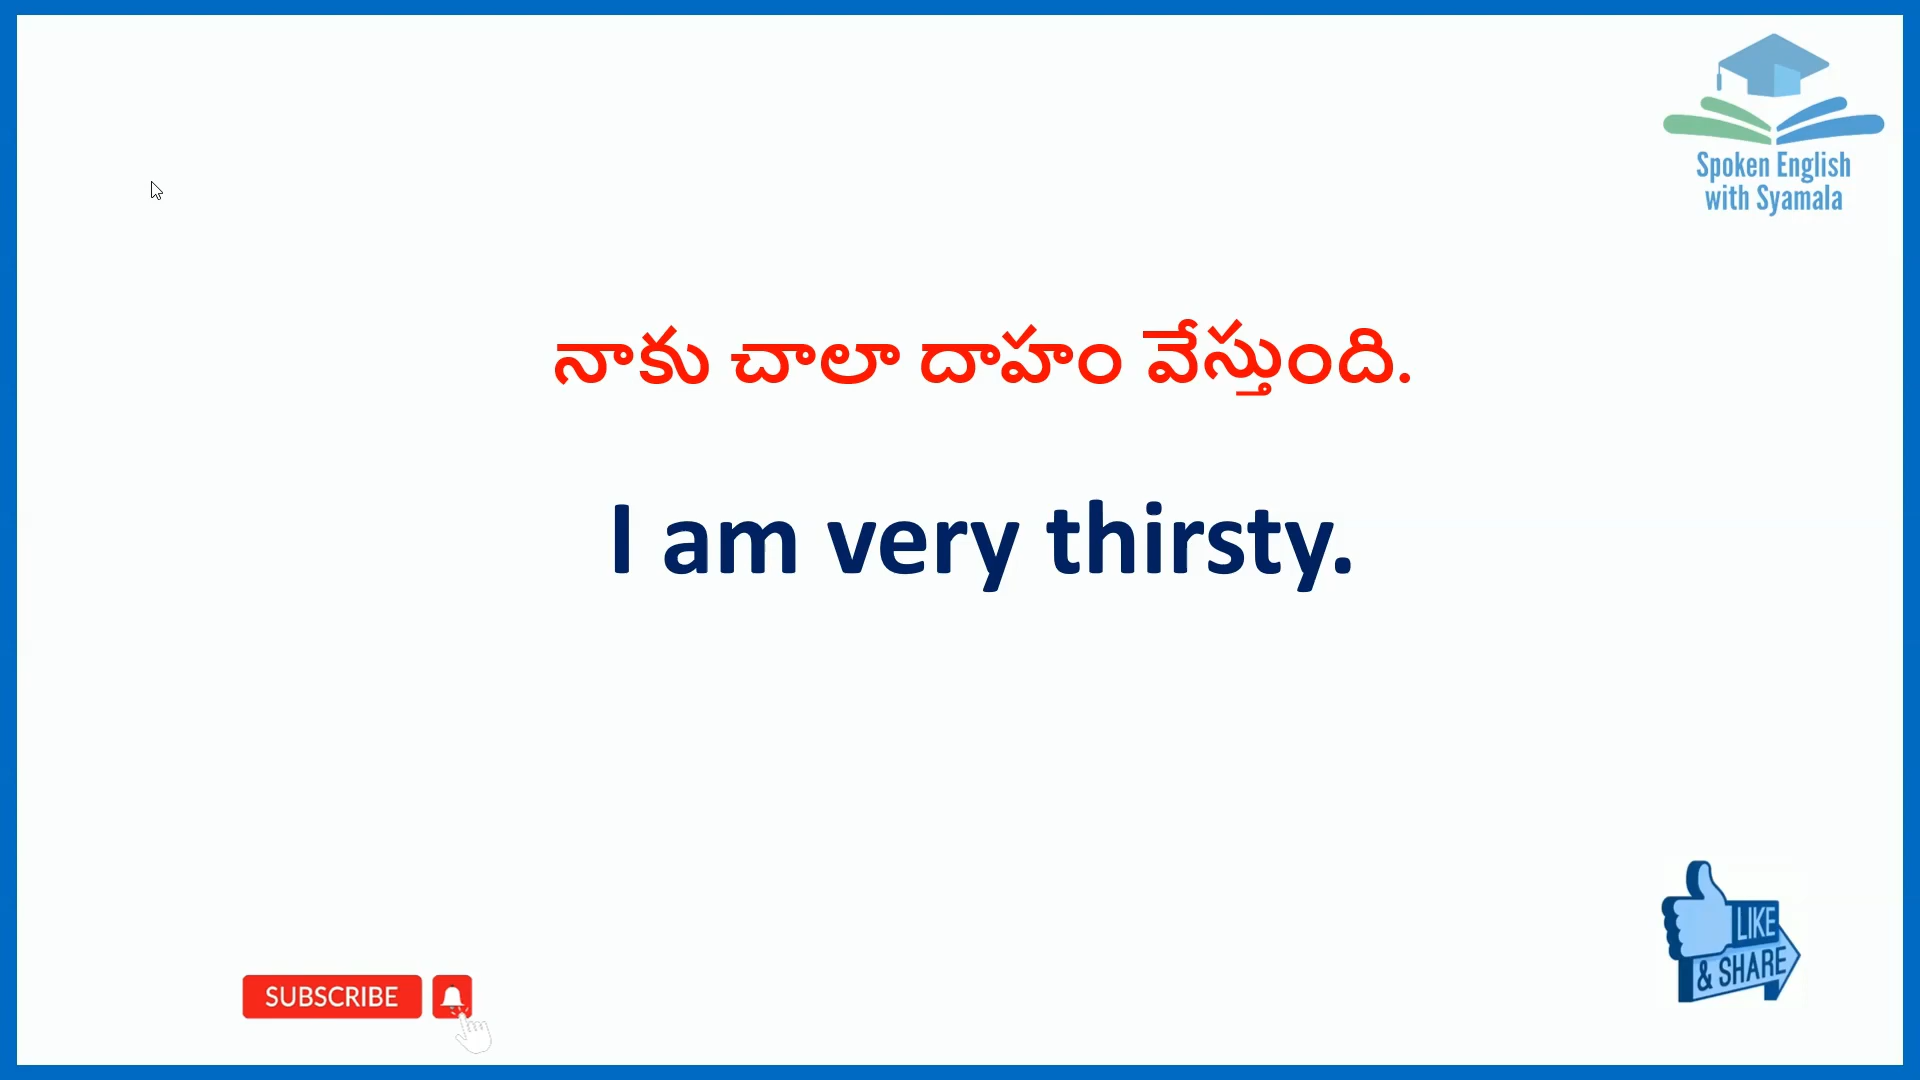 Spoken English
with Syamala
నాకు చాలా దాహం వేస్తుంది.
I am very thirsty.
LIKE
& SHARE
SUBSCRIBE